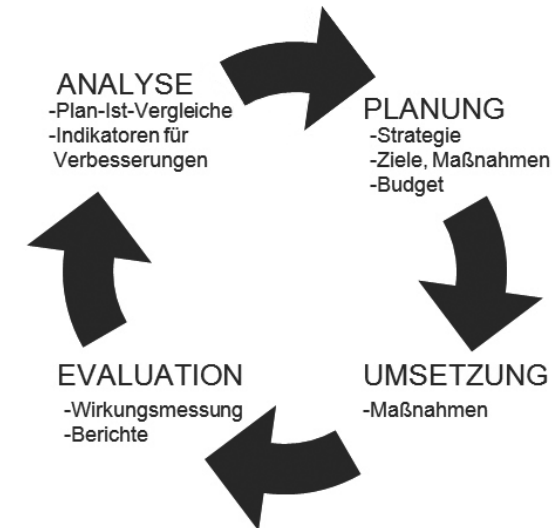 ANALYSE
-Plan-Ist-Vergleiche
-Indikatoren für
Verbesserungen
PLANUNG
-Strategie
-Ziele, Maßnahmen
-Budget
UMSETZUNG
-Maßnahmen
EVALUATION
-Wirkungsmessung
-Berichte